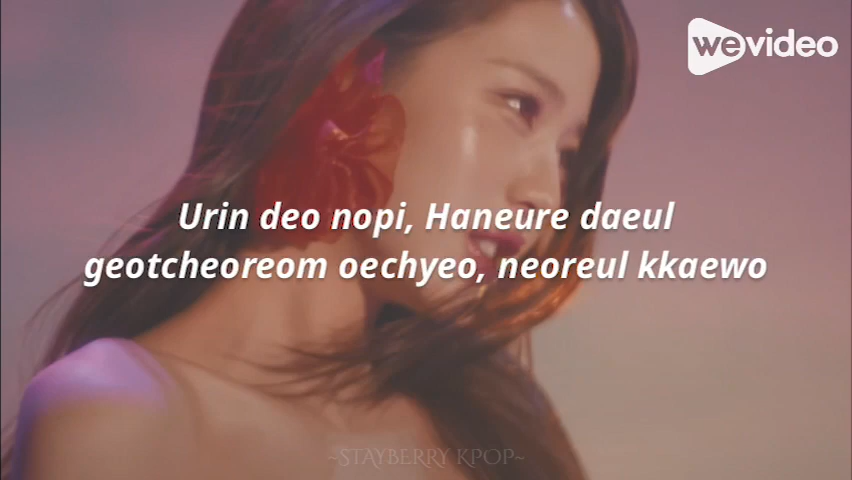 wevideo
Urin deo nopi, Haneure daeul
geotcheoreom oechyeo, neoreul kkaewo
~STAYBERRY KPOP~